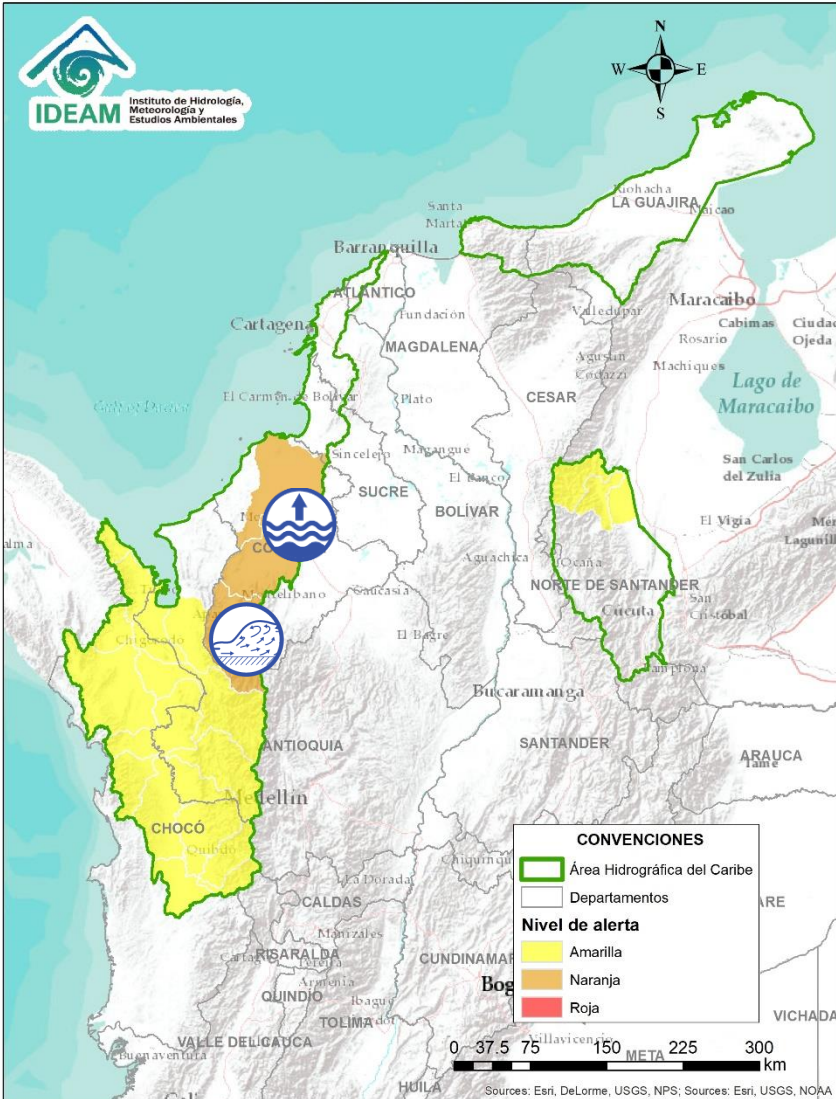 IDEAM
Instituto de Hidrología,
Meteorología y
Estudios Ambientales
N
W
E
S
Riohacha
LA GUAJIRA
Maicao
Santa
Marta
Barranquilla
ATLÁNTICO
Maracaibo
Cabimas
Ciudad
Ojeda
Fundación
Valledupar
Cartagena
Rosario
MAGDALENA
Machiques
Agustín
Codazzi
Lago de
Maracaibo
El Carmen de Bolívar
Plato
CESAR
Sincelejo
Magangue
San Carlos
del Zulia
El Banco
SUCRE
BOLÍVAR
El Vigía
Aguachica
Ocaña
NORTE DE SANTANDER
San
Cristóbal
Cúcuta
Montelibano
Caucasia
El Bagre
Chigorodó
Pamplona
Bucaramanga
SANTANDER
ANTIOQUIA
ARAUCA
Tame
Medellín
CHOCÓ
Quibdó
La Dorada
CALDAS
Manizales
RISARALDA
Pereira
CUNDINAMAR
Armenia
QUINDÍO
Ibagué
TOLIMA
VALLE DEL CAUCA
Buenaventura
Villavicencio
META
VICHADA
HUILA
CONVENCIONES
Área Hidrográfica del Caribe
Departamentos
Nivel de alerta
Amarilla
Naranja
Roja
0 37.5 75 150 225 300
km
Sources: Esri, DeLorme, USGS, NPS; Sources: Esri, USGS, NOAA